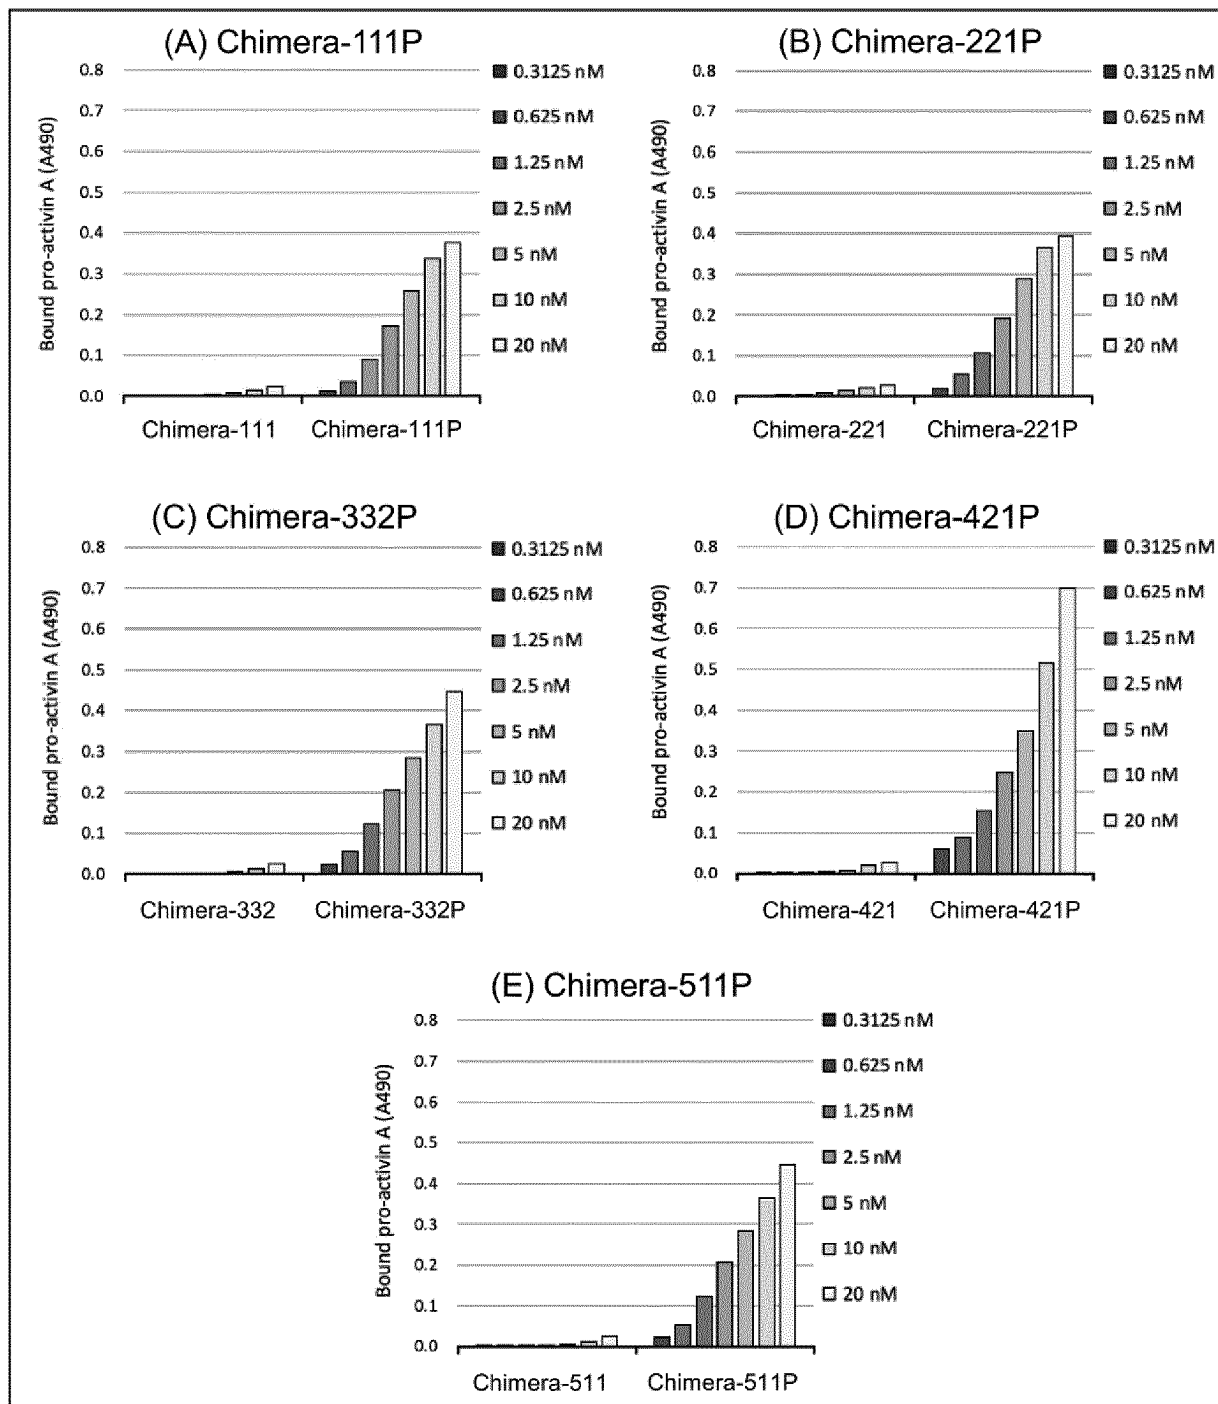 (A) Chimera-111P
Bound pro-activin A (A490)
0.8
0.7
0.6
0.5
0.4
0.3
0.2
0.1
0.0
Chimera-111
Chimera-111P
0.3125 nM
0.625 nM
1.25 nM
2.5 nM
5 nM
10 nM
20 nM
(B) Chimera-221P
Bound pro-activin A (A490)
0.8
0.7
0.6
0.5
0.4
0.3
0.2
0.1
0.0
Chimera-221
Chimera-221P
0.3125 nM
0.625 nM
1.25 nM
2.5 nM
5 nM
10 nM
20 nM
(C) Chimera-332P
Bound pro-activin A (A490)
0.8
0.7
0.6
0.5
0.4
0.3
0.2
0.1
0.0
Chimera-332
Chimera-332P
0.3125 nM
0.625 nM
1.25 nM
2.5 nM
5 nM
10 nM
20 nM
(D) Chimera-421P
Bound pro-activin A (A490)
0.8
0.7
0.6
0.5
0.4
0.3
0.2
0.1
0.0
Chimera-421
Chimera-421P
0.3125 nM
0.625 nM
1.25 nM
2.5 nM
5 nM
10 nM
20 nM
(E) Chimera-511P
Bound pro-activin A (A490)
0.8
0.7
0.6
0.5
0.4
0.3
0.2
0.1
0.0
Chimera-511
Chimera-511P
0.3125 nM
0.625 nM
1.25 nM
2.5 nM
5 nM
10 nM
20 nM